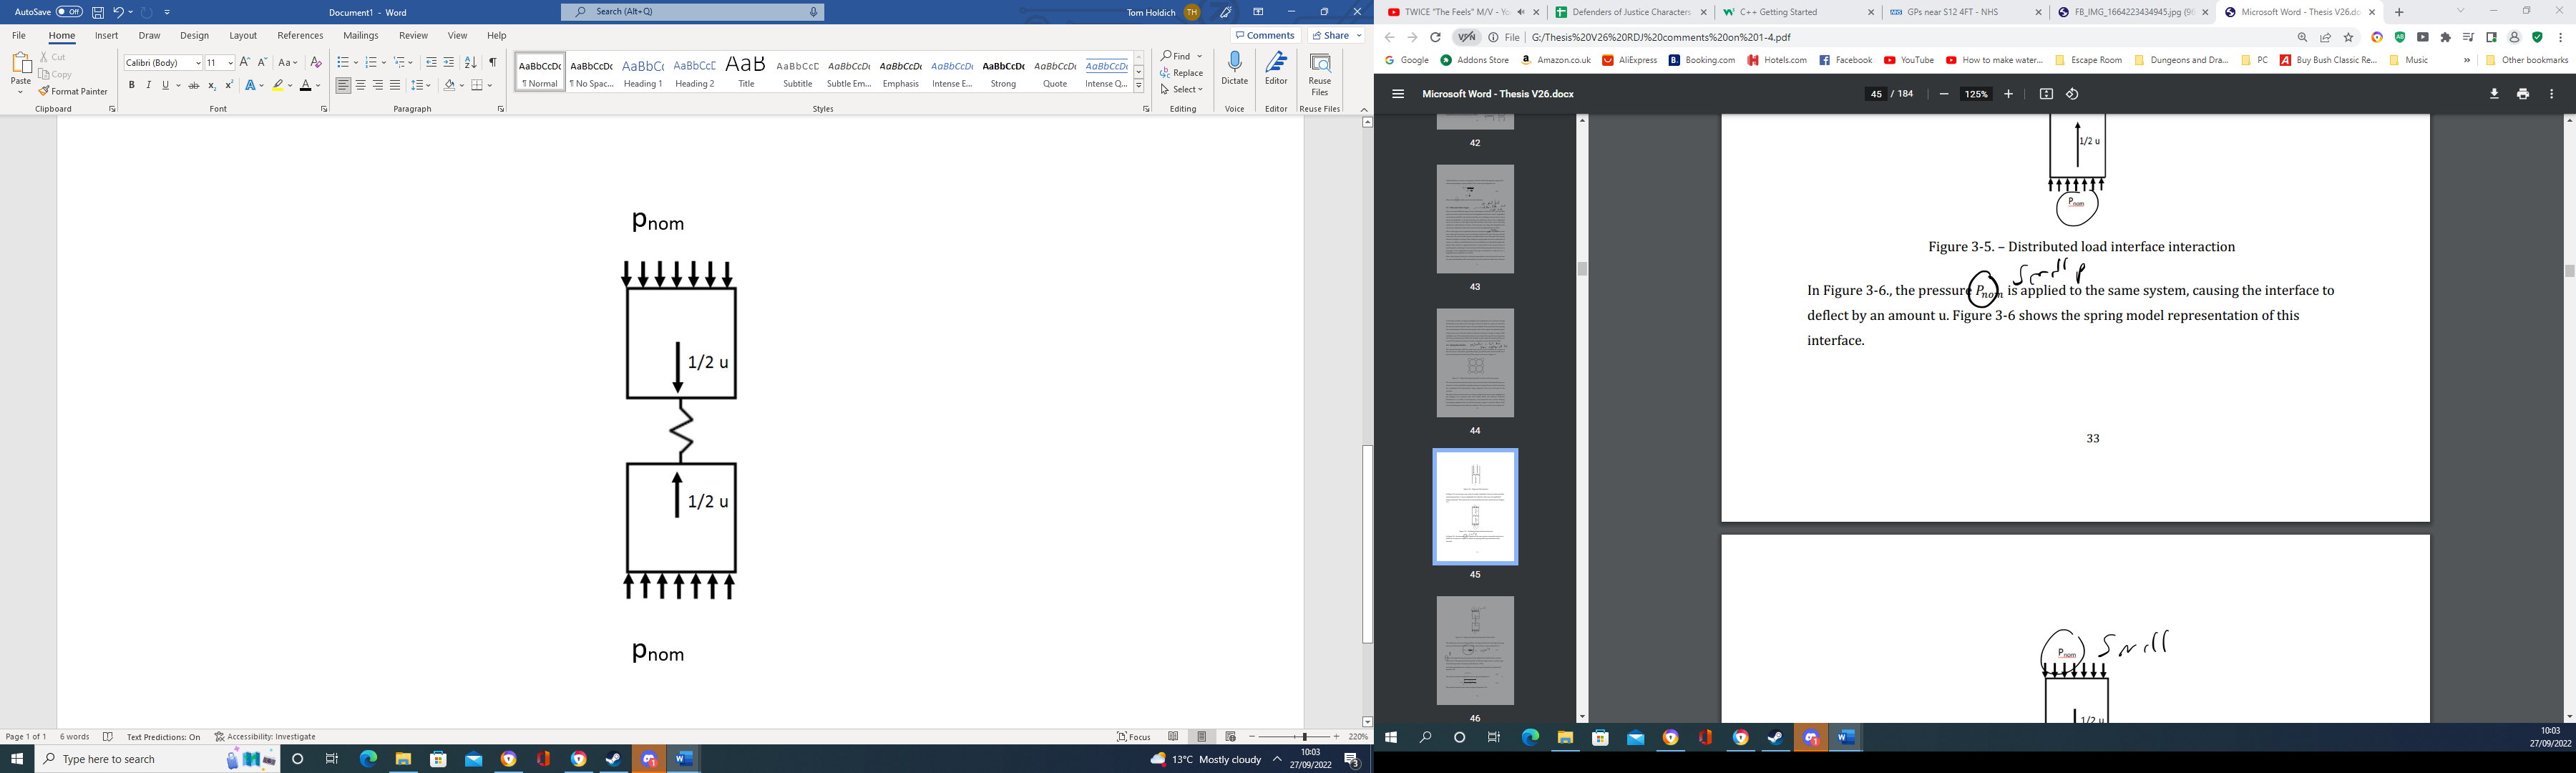 AutoSave Off
Document1 - Word
Search (Alt+Q)
Tom Holdich TH
File Home Insert Draw Design Layout References Mailings Review View Help
Comments Share
Paste
Cut
Copy
Format Painter
Calibri (Body) 11
AaBbCcDc AaBbCcDc AaBbCc AaBbCcE AaB AaBbCcE AaBbCcDc AaBbCcDc AaBbCcDc AaBbCcDc AaBbCcDc AaBbCcDc
¶ Normal ¶ No Spac... Heading 1 Heading 2 Title Subtitle Subtle Em... Emphasis Intense E... Strong Quote Intense Q...
Find
Replace
Select
Dictate
Editor
Reuse
Files
Clipboard Font Paragraph Styles Editing Voice Editor Reuse Files
pnom
1/2 u
1/2 u
pnom
Page 1 of 1 6 words Text Predictions: On Accessibility: Investigate
Focus 220%
Type here to search
13°C Mostly cloudy
10:03
27/09/2022
3
TWICE "The Feels" M/V - Yo
Defenders of Justice Characters
C++ Getting Started
GPs near S12 4FT - NHS
FB_IMG_1664223434945.jpg (96
Microsoft Word - Thesis V26.do
VPN File G:/Thesis%20V26%20RDJ%20comments%20on%201-4.pdf
Google Addons Store Amazon.co.uk AliExpress Booking.com Hotels.com Facebook YouTube How to make water... Escape Room Dungeons and Dra... PC Buy Bush Classic Re... Music » Other bookmarks
Microsoft Word - Thesis V26.docx
45 / 184
125%
42
43
44
45
46
1/2 u
Pnom
Figure 3-5. – Distributed load interface interaction
Small p
In Figure 3-6., the pressure Pnom is applied to the same system, causing the interface to
deflect by an amount u. Figure 3-6 shows the spring model representation of this
interface.
33
Pnom Small
1/2 u
10:03
27/09/2022